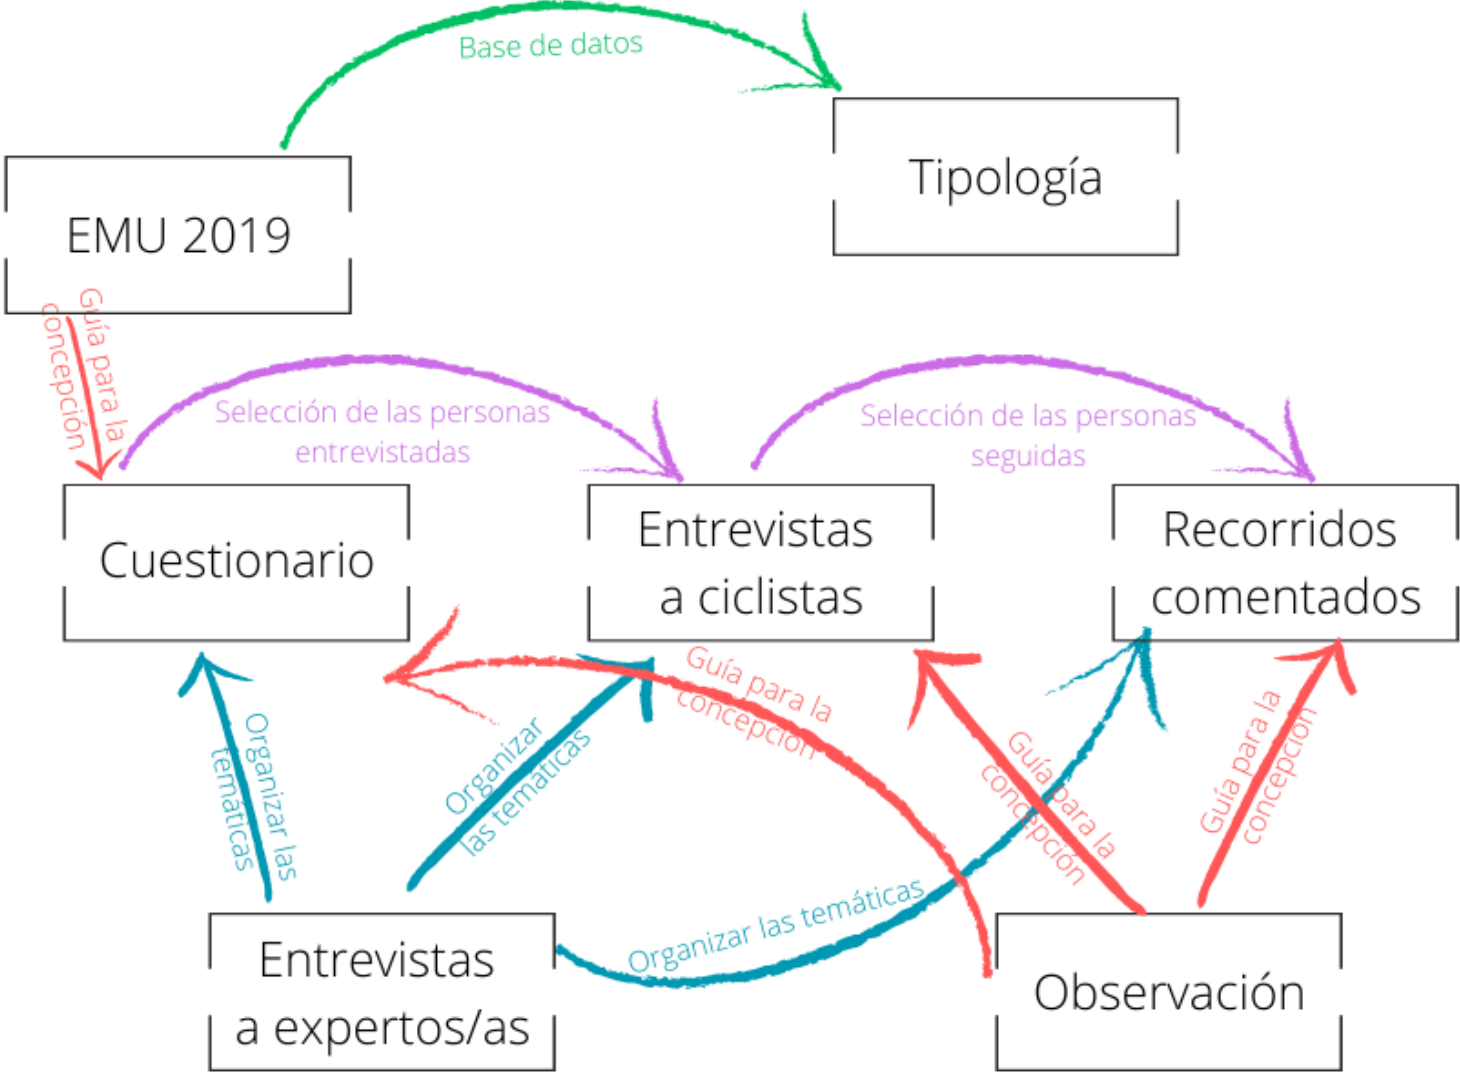 Base de datos
Tipología
EMU 2019
Guía para la
concepción
Selección de las personas
entrevistadas
Selección de las personas
seguidas
Cuestionario
Entrevistas
a ciclistas
Recorridos
comentados
Guía para la
concepción
Organizar las
temáticas
Organizar
las temáticas
Guía para la
concepción
Guía para la
concepción
Organizar las temáticas
Entrevistas
a expertos/as
Observación